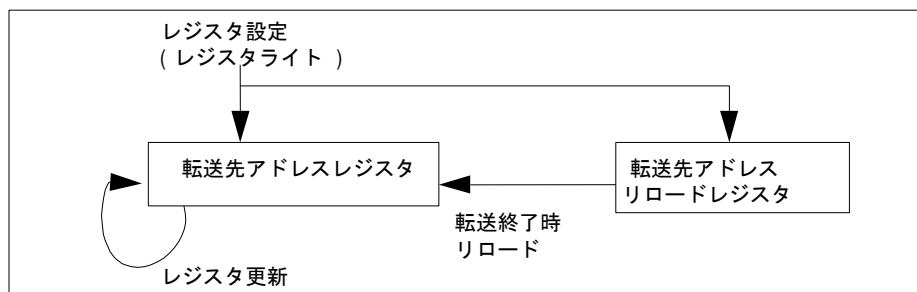 レジスタ設定
( レジスタライト )
転送先アドレスレジスタ
転送先アドレス
リロードレジスタ
転送終了時
リロード
レジスタ更新